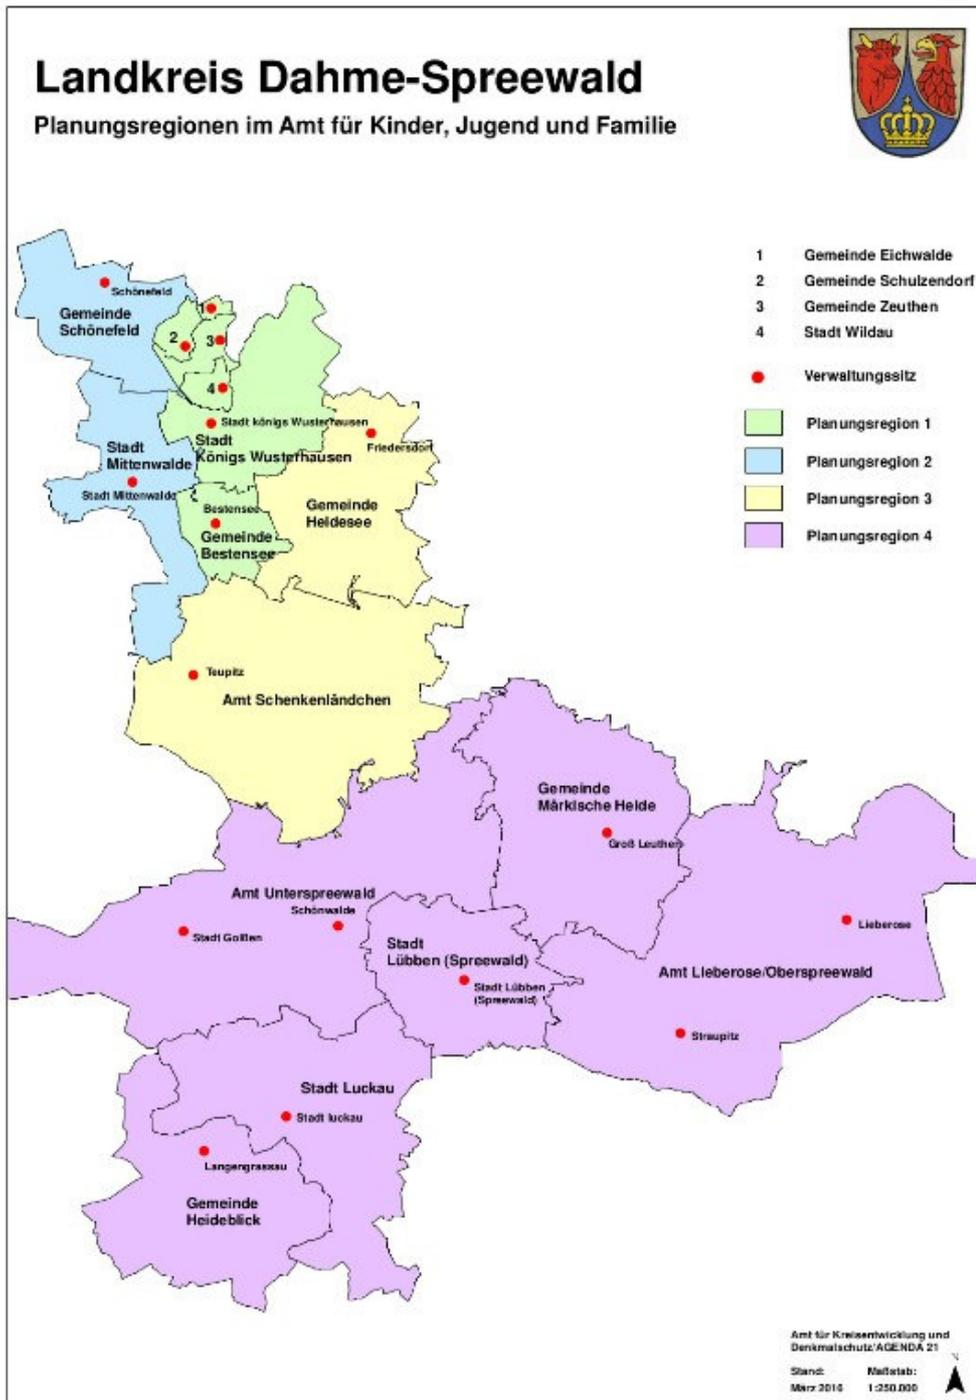 Landkreis Dahme-Spreewald
Planungsregionen im Amt für Kinder, Jugend und Familie
1 Gemeinde Eichwalde
2 Gemeinde Schulzendorf
3 Gemeinde Zeuthen
4 Stadt Wildau
Verwaltungssitz
Planungsregion 1
Planungsregion 2
Planungsregion 3
Planungsregion 4
Schönefeld
Gemeinde
Schönefeld
1
2
3
4
Stadt königs Wusterhausen
Stadt
Königs Wusterhausen
Friedersdorf
Stadt
Mittenwalde
Stadt Mittenwalde
Bestensee
Gemeinde
Bestensee
Gemeinde
Heidesee
Teupitz
Amt Schenkenländchen
Gemeinde
Märkische Heide
Groß Leuthen
Amt Unterspreewald
Schönwalde
Stadt Golßen
Stadt
Lübben (Spreewald)
Stadt Lübben
(Spreewald)
Lieberose
Amt Lieberose/Oberspreewald
Straupitz
Stadt Luckau
Stadt luckau
Langengrassau
Gemeinde
Heideblick
Amt für Kreisentwicklung und
Denkmalschutz/AGENDA 21
N
Stand: Maßstab:
März 2016 1:250.000